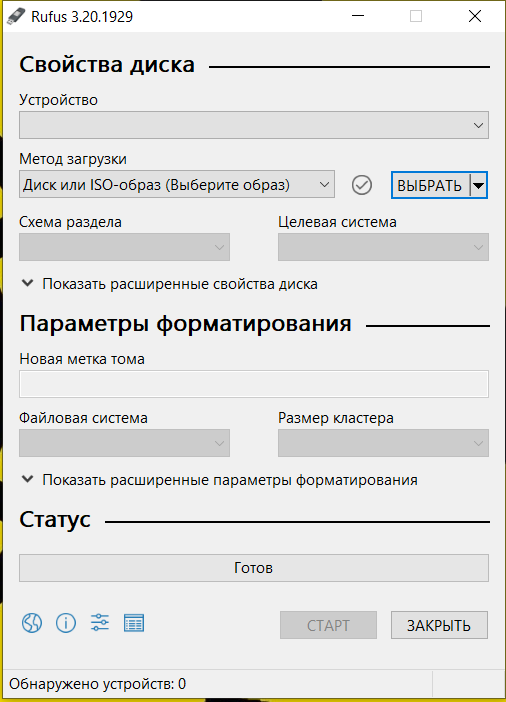 Rufus 3.20.1929
Свойства диска
Устройство
Метод загрузки
Диск или ISO-образ (Выберите образ)
ВЫБРАТЬ
Схема раздела
Целевая система
Показать расширенные свойства диска
Параметры форматирования
Новая метка тома
Файловая система
Размер кластера
Показать расширенные параметры форматирования
Статус
Готов
СТАРТ
ЗАКРЫТЬ
Обнаружено устройств: 0